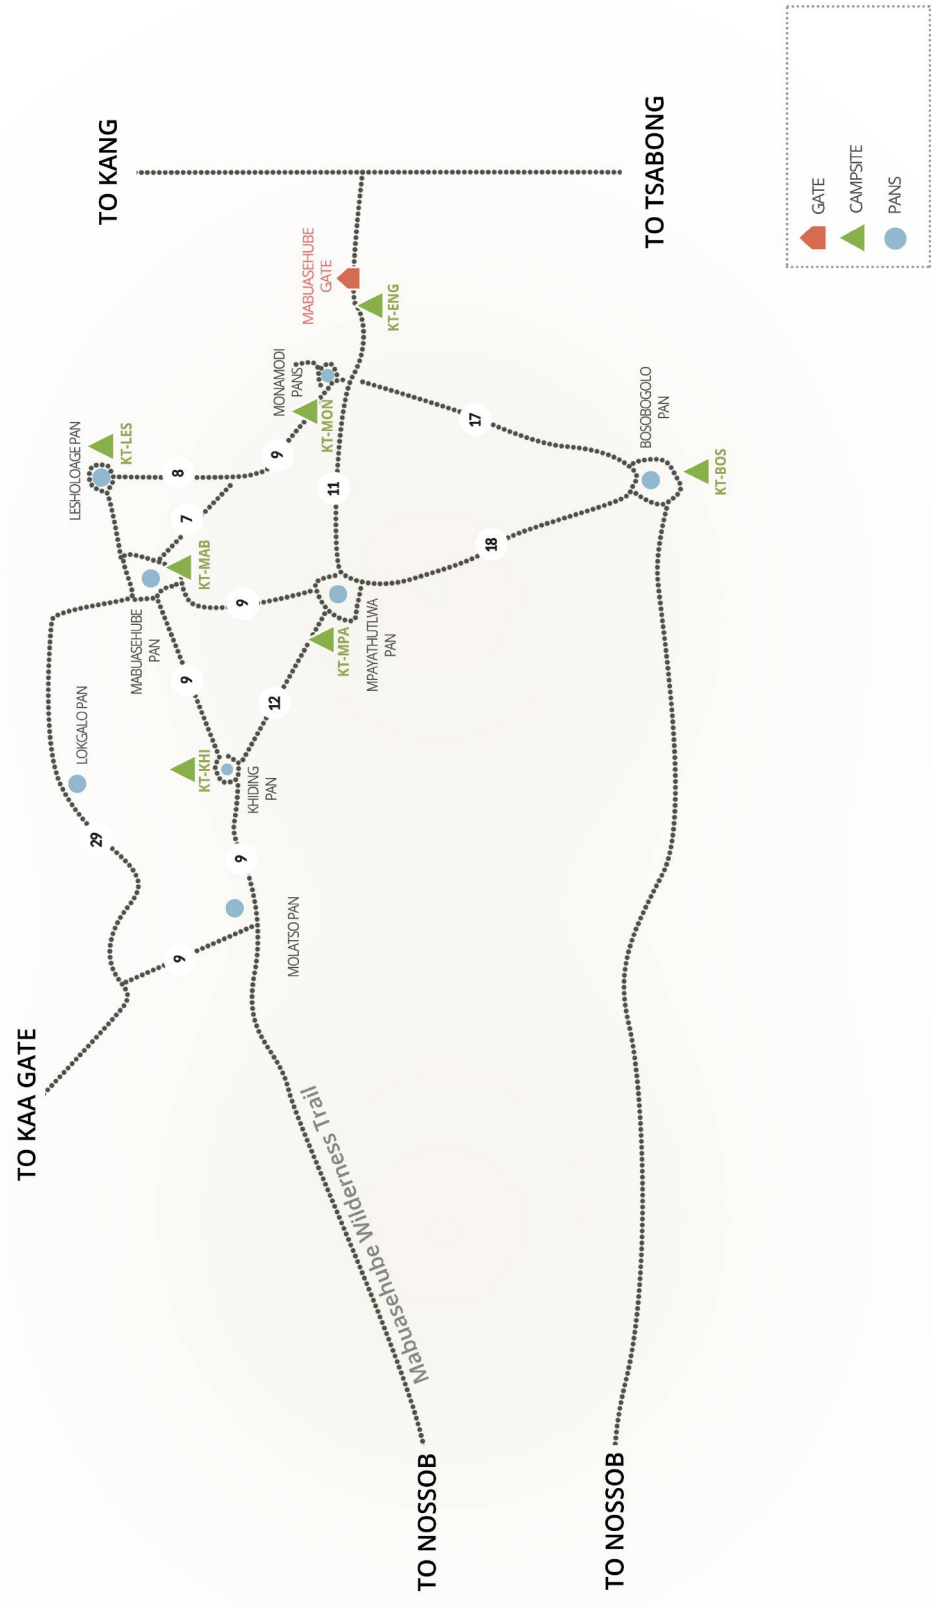 TO KAA GATE
LOKGALO PAN
LESHOLOAGE PAN
TO KANG
29
KT-LES
MABUASEHUBE
PAN
9
8
7
9
KT-KHI
KT-MAB
9
9
KHIDING
PAN
12
9
MONAMODI
PANS
MABUASEHUBE
GATE
MOLATSO PAN
KT-MON
11
KT-MPA
MPAYATHUTLWA
PAN
KT-ENG
Mabuasehube Wilderness Trail
TO NOSSOB
17
18
TO NOSSOB
BOSOBOGOLO
PAN
TO TSABONG
KT-BOS
GATE
CAMPSITE
PANS